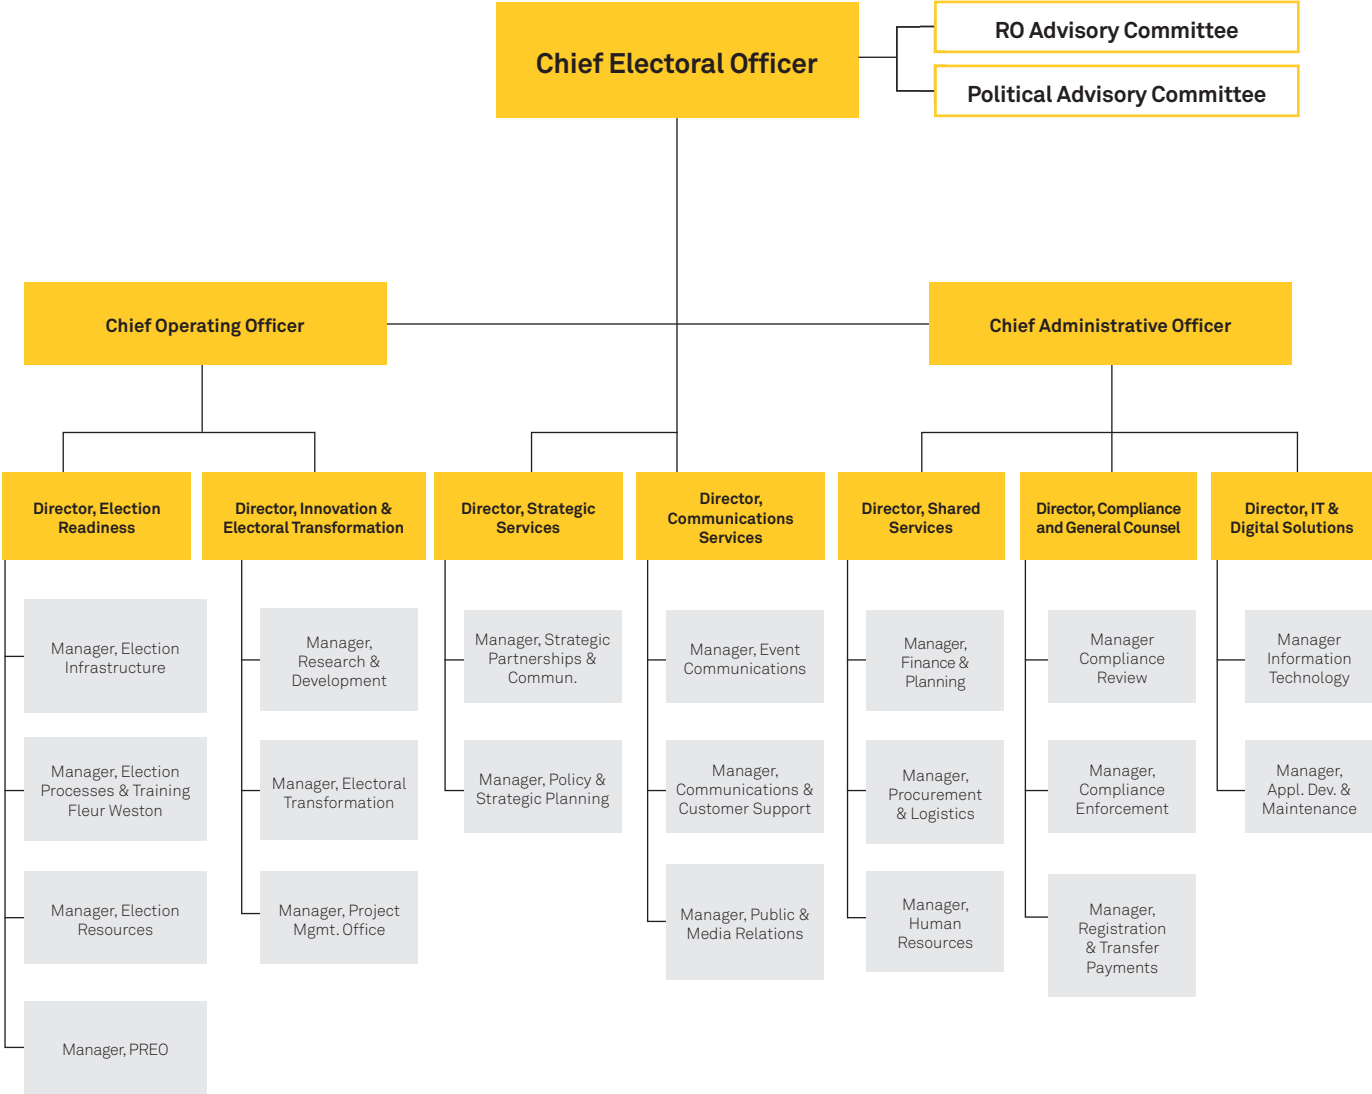 Chief Electoral Officer
RO Advisory Committee
Political Advisory Committee
Chief Operating Officer
Chief Administrative Officer
Director, Election
Readiness
Director, Innovation &
Electoral Transformation
Director, Strategic
Services
Director,
Communications
Services
Director, Shared
Services
Director, Compliance
and General Counsel
Director, IT &
Digital Solutions
Manager, Election
Infrastructure
Manager, Election
Processes & Training
Fleur Weston
Manager, Election
Resources
Manager, PREO
Manager,
Research &
Development
Manager, Electoral
Transformation
Manager, Project
Mgmt. Office
Manager, Strategic
Partnerships &
Commun.
Manager, Policy &
Strategic Planning
Manager, Event
Communications
Manager,
Communications &
Customer Support
Manager, Public &
Media Relations
Manager,
Finance &
Planning
Manager,
Procurement
& Logistics
Manager,
Human
Resources
Manager
Compliance
Review
Manager,
Compliance
Enforcement
Manager,
Registration
& Transfer
Payments
Manager
Information
Technology
Manager,
Appl. Dev. &
Maintenance